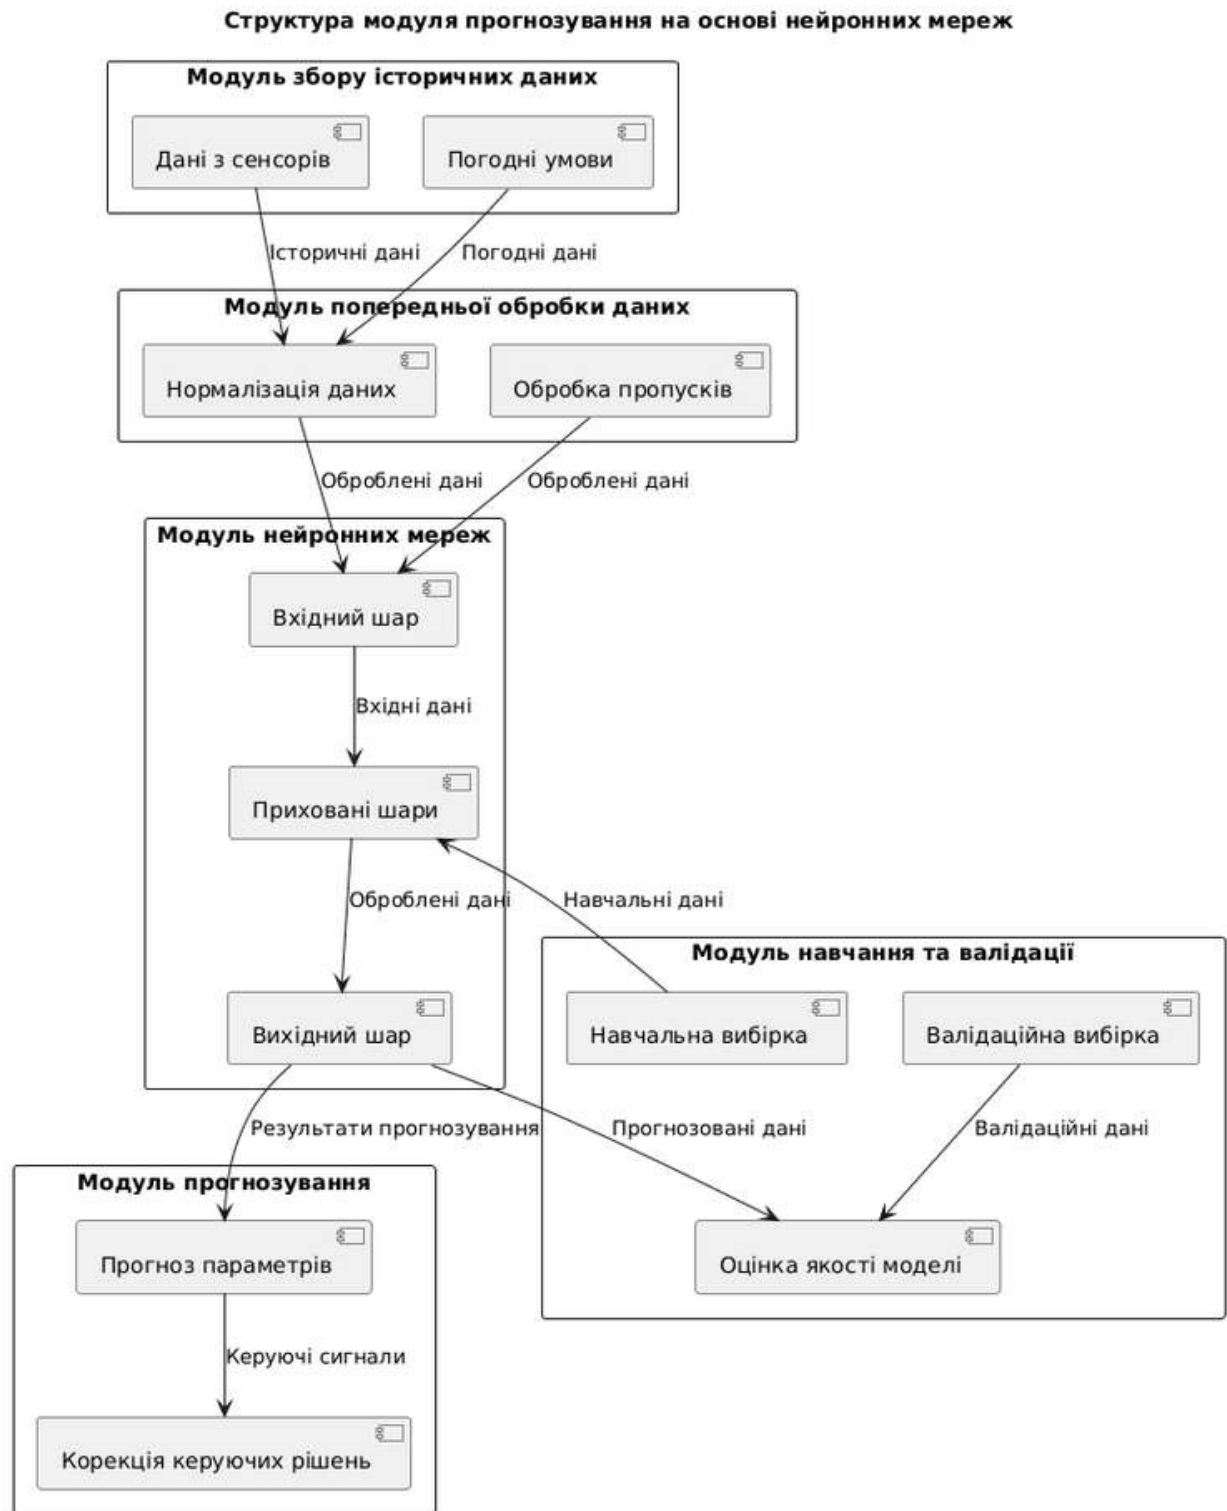 Структура модуля прогнозування на основі нейронних мереж
Модуль збору історичних даних
Дані з сенсорів
Погодні умови
Історичні дані
Погодні дані
Модуль попередньої обробки даних
Нормалізація даних
Обробка пропусків
Оброблені дані
Оброблені дані
Модуль нейронних мереж
Вхідний шар
Вхідні дані
Приховані шари
Оброблені дані
Навчальні дані
Модуль навчання та валідації
Вихідний шар
Навчальна вибірка
Валідаційна вибірка
Результати прогнозування
Прогнозовані дані
Валідаційні дані
Модуль прогнозування
Прогноз параметрів
Оцінка якості моделі
Керуючі сигнали
Корекція керуючих рішень